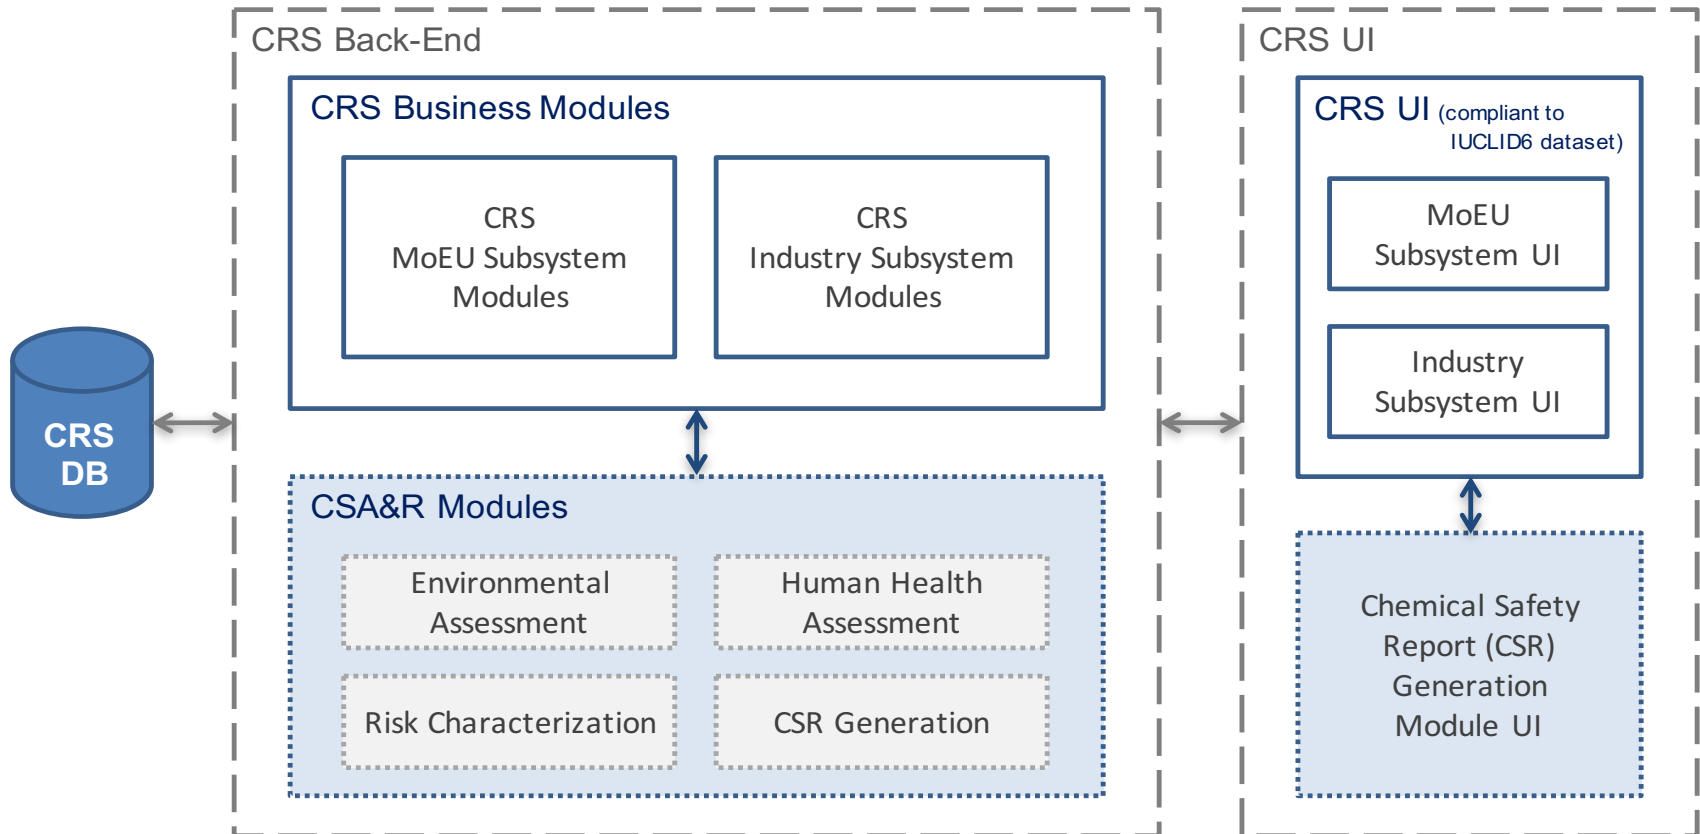 CRS Back-End
CRS Business Modules
CRS
MoEU Subsystem
Modules
CRS
Industry Subsystem
Modules
CRS
DB
CSA&R Modules
Environmental
Assessment
Human Health
Assessment
Risk Characterization
CSR Generation
CRS UI
CRS UI (compliant to
IUCLID6 dataset)
MoEU
Subsystem UI
Industry
Subsystem UI
Chemical Safety
Report (CSR)
Generation
Module UI